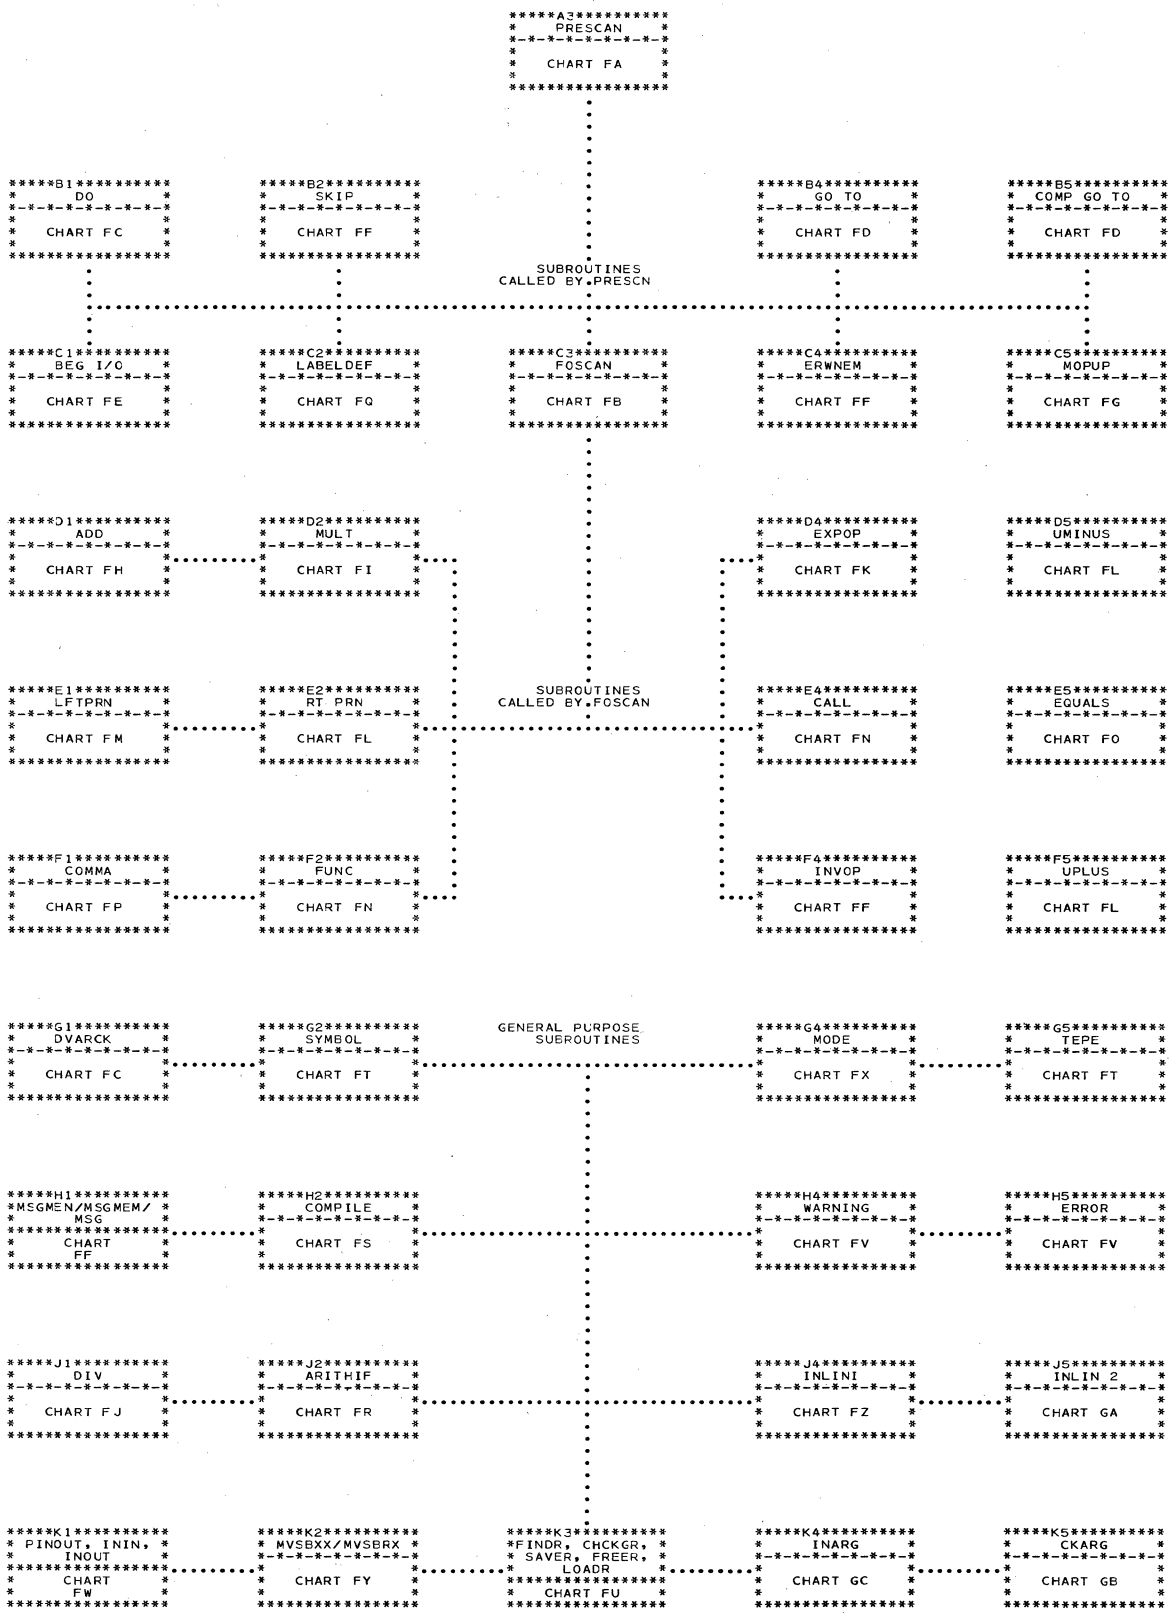 *****A3**********
* PRESCAN *
*-*-*-*-*-*-*-*-*
* CHART FA *
*****B1********** *****B2********** *****B4********** *****B5**********
* DO * * SKIP * * GO TO * * COMP GO TO *
* CHART FC * * CHART FF * * CHART FD * * CHART FD *
SUBROUTINES
CALLED BY PRESCN
*****C1********** *****C2********** *****C3********** *****C4********** *****C5**********
* BEG I/O * * LABELDEF * * FOSCAN * * ERWNEM * * MOPUP *
* CHART FE * * CHART FQ * * CHART FB * * CHART FF * * CHART FG *
*****D1********** *****D2********** *****D4********** *****D5**********
* ADD * * MULT * * EXPOP * * UMINUS *
* CHART FH * * CHART FI * * CHART FK * * CHART FL *
*****E1********** *****E2********** SUBROUTINES *****E4********** *****E5**********
* LFTPRN * * RT PRN * CALLED BY FOSCAN * CALL * * EQUALS *
* CHART FM * * CHART FL * * CHART FN * * CHART FO *
*****F1********** *****F2********** *****F4********** *****F5**********
* COMMA * * FUNC * * INVOP * * UPLUS *
* CHART FP * * CHART FN * * CHART FF * * CHART FL *
*****G1********** *****G2********** GENERAL PURPOSE *****G4********** *****G5**********
* DVARCK * * SYMBOL * SUBROUTINES * MODE * * TEPE *
* CHART FC * * CHART FT * * CHART FX * * CHART FT *
*****H1********** *****H2********** *****H4********** *****H5**********
*MSGMEN/MSGMEM/ * * COMPILE * * WARNING * * ERROR *
* MSG *
* CHART * * CHART FS * * CHART FV * * CHART FV *
* FF *
*****J1********** *****J2********** *****J4********** *****J5**********
* DIV * * ARITHIF * * INLINI * * INLIN 2 *
* CHART FJ * * CHART FR * * CHART FZ * * CHART GA *
*****K1********** *****K2********** *****K3********** *****K4********** *****K5**********
* PINOUT, ININ, * * MVSBXX/MVSBRX * *FINDR, CHCKGR, * * INARG * * CKARG *
* INOUT * * SAVER, FREER, *
* LOADR *
* CHART * * CHART FY * * CHART FU * * CHART GC * * CHART GB *
* FW *